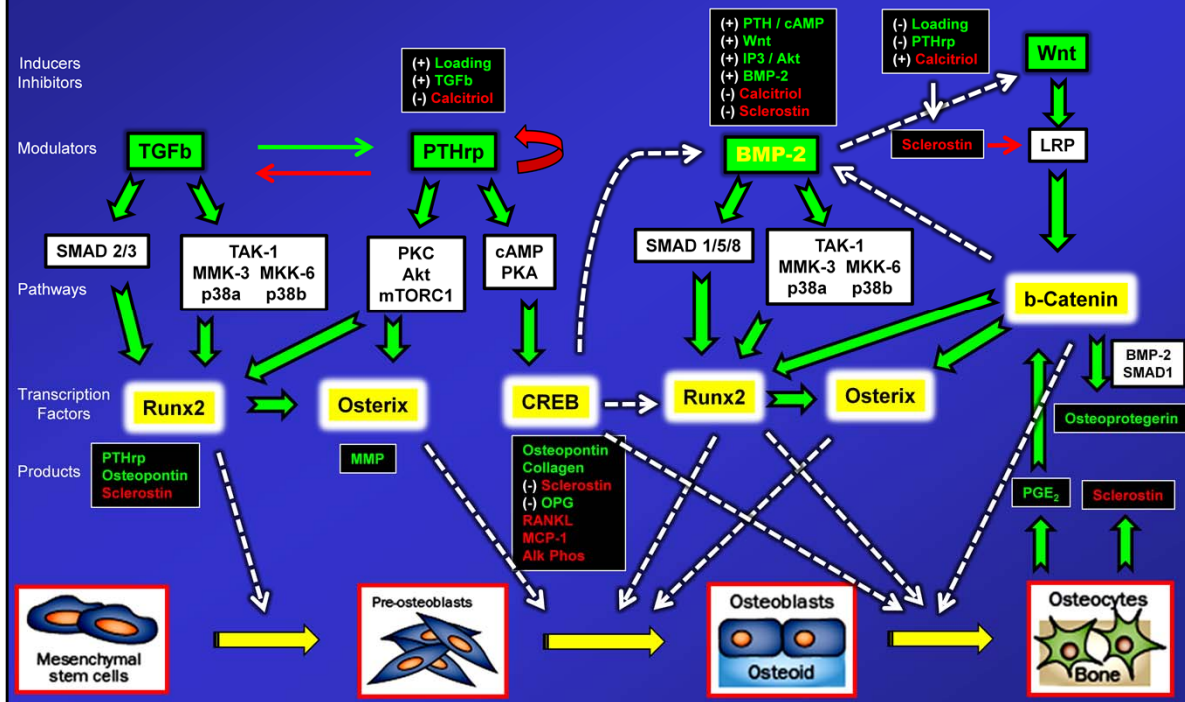 Inducers
Inhibitors
(+) Loading
(+) TGFb
(-) Calcitriol
(+) PTH / cAMP
(+) Wnt
(+) IP3 / Akt
(+) BMP-2
(-) Calcitriol
(-) Sclerostin
(-) Loading
(-) PTHrp
(+) Calcitriol
Wnt
Modulators
TGFb
PTHrp
BMP-2
Sclerostin
LRP
Pathways
SMAD 2/3
TAK-1
MMK-3 MKK-6
p38a p38b
PKC
Akt
mTORC1
cAMP
PKA
SMAD 1/5/8
TAK-1
MMK-3 MKK-6
p38a p38b
b-Catenin
BMP-2
SMAD1
Transcription
Factors
Runx2
Osterix
CREB
Runx2
Osterix
Osteoprotegerin
Products
PTHrp
Osteopontin
Sclerostin
MMP
Osteopontin
Collagen
(-) Sclerostin
(-) OPG
RANKL
MCP-1
Alk Phos
PGE₂
Sclerostin
Mesenchymal
stem cells
Pre-osteoblasts
Osteoblasts
Osteoid
Osteocytes
Bone